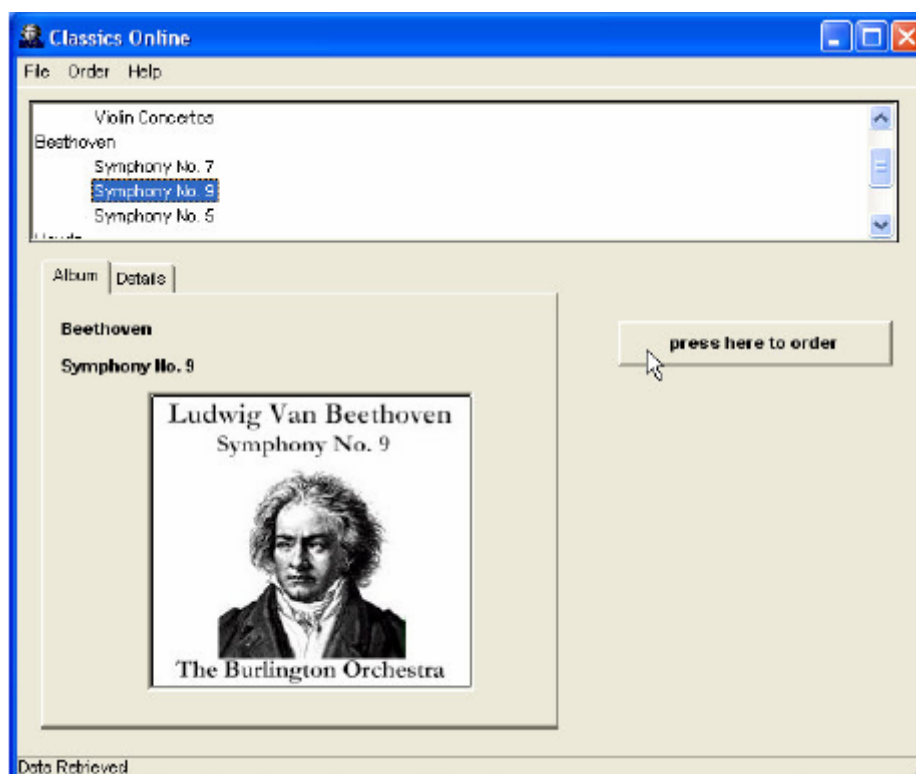 Classics Online
File Order Help
Violin Concertos
Beethoven
Symphony No. 7
Symphony No. 9
Symphony No. 5
Album Details
Beethoven
press here to order
Symphony No. 9
Ludwig Van Beethoven
Symphony No. 9
The Burlington Orchestra
Data Retrieved